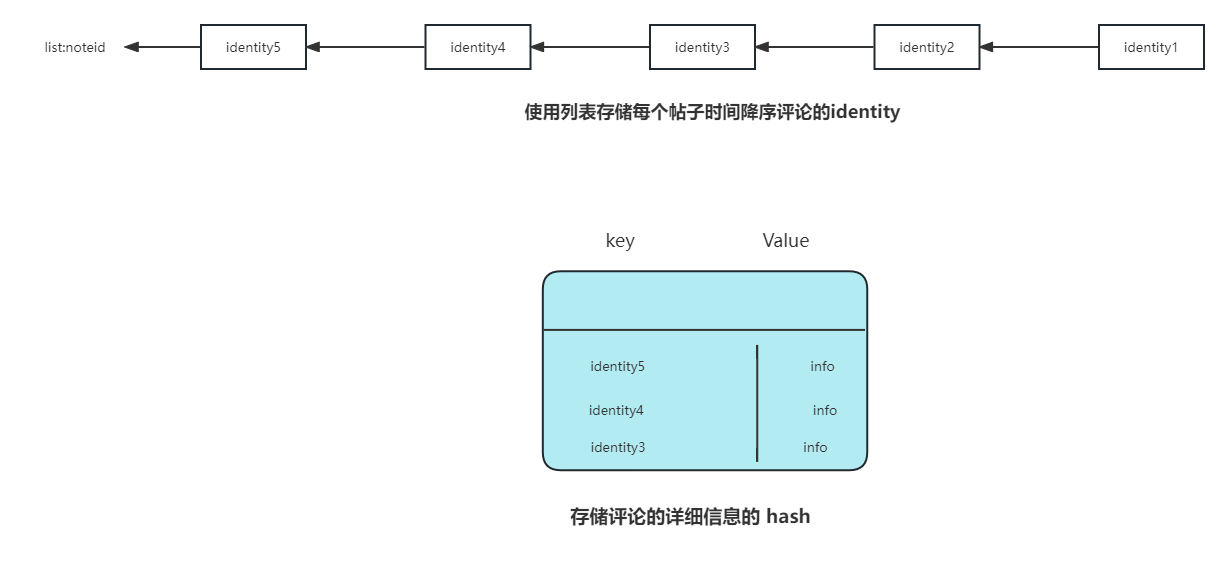 list:noteid identity5 identity4 identity3 identity2 identity1
使用列表存储每个帖子时间降序评论的identity
key Value
identity5 info
identity4 info
identity3 info
存储评论的详细信息的 hash